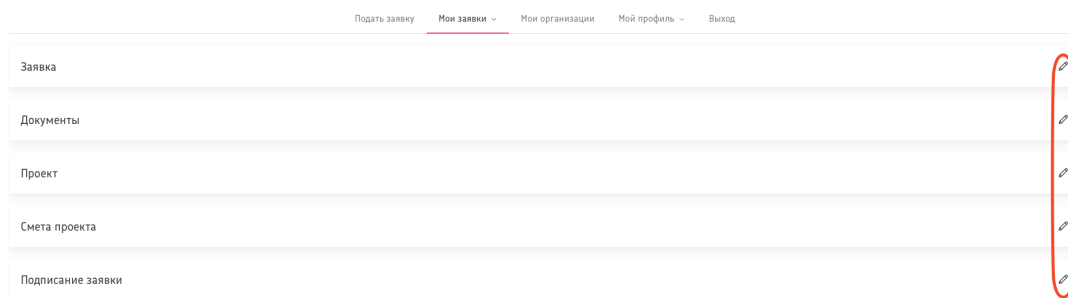 Подать заявку Мои заявки Мои организации Мой профиль Выход
Заявка
Документы
Проект
Смета проекта
Подписание заявки